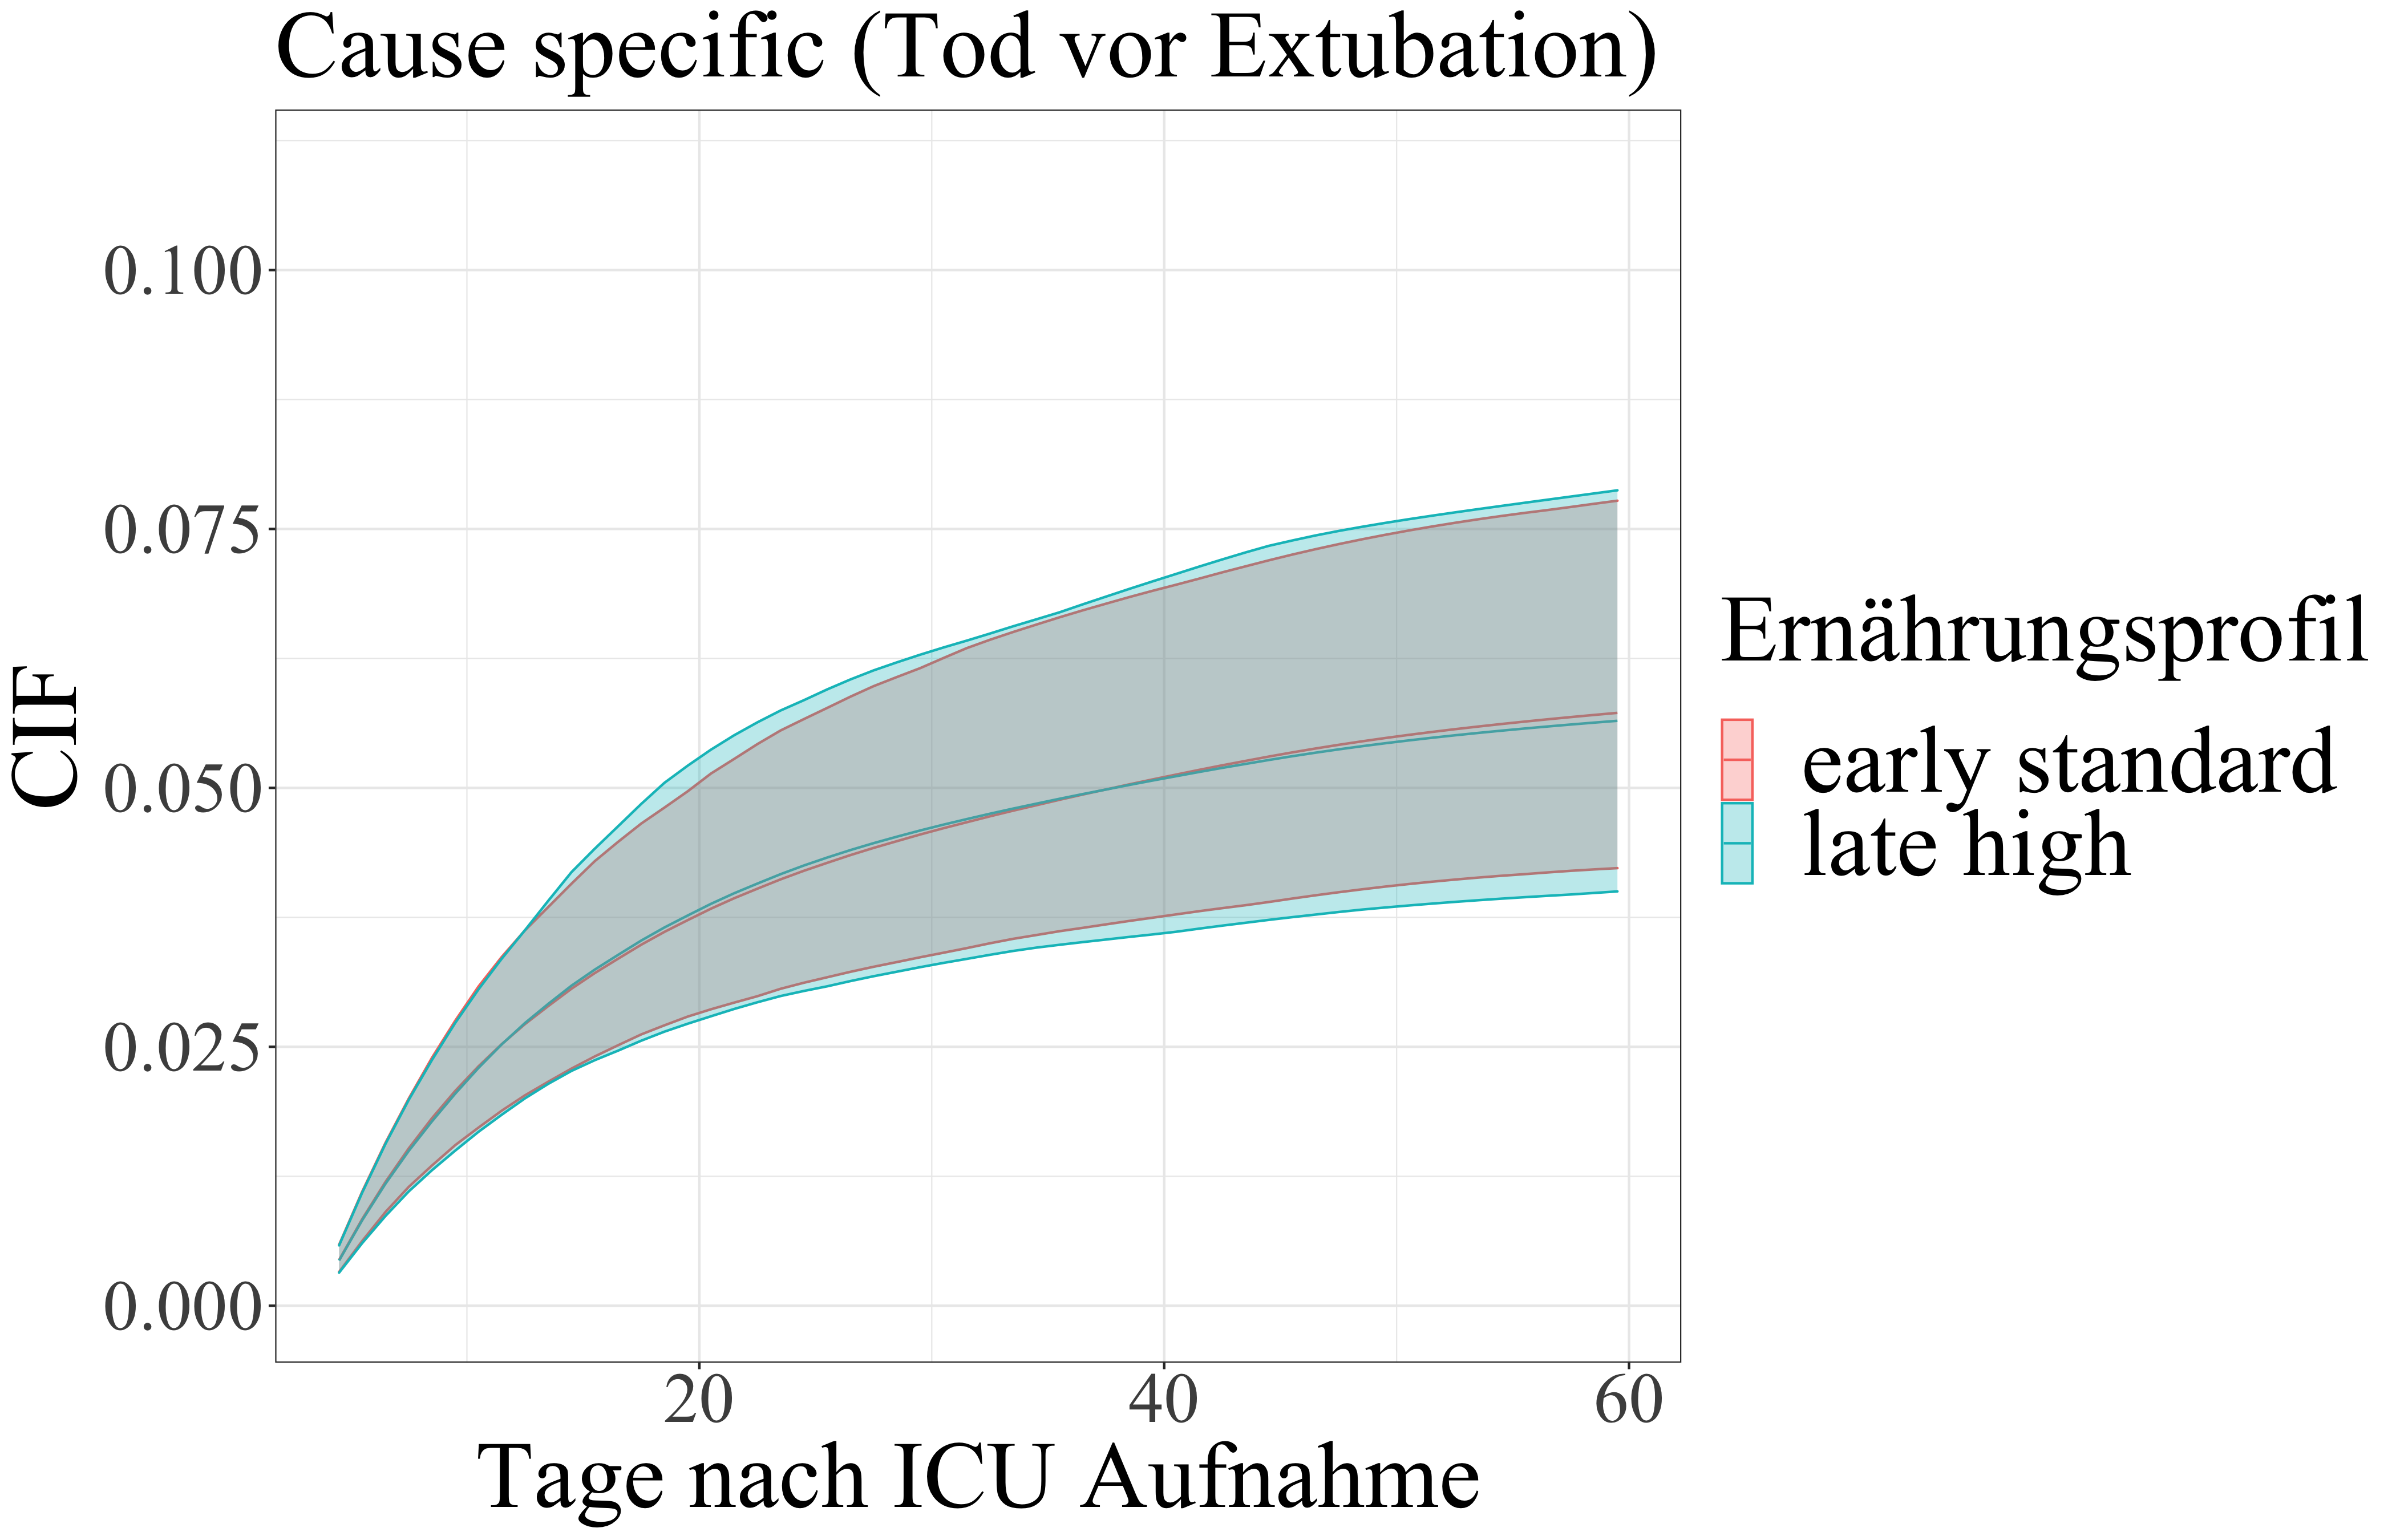 Cause specific (Tod vor Extubation)
CIF
0.100
0.075
0.050
0.025
0.000
20 40 60
Tage nach ICU Aufnahme
Ernährungsprofil
early standard
late high